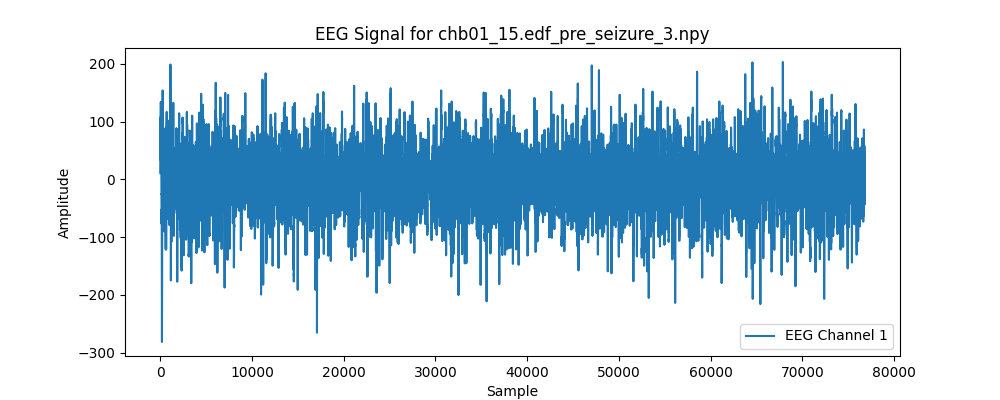 EEG Signal for chb01_15.edf_pre_seizure_3.npy
200
100
0
−100
−200
−300
Amplitude
EEG Channel 1
0 10000 20000 30000 40000 50000 60000 70000 80000
Sample